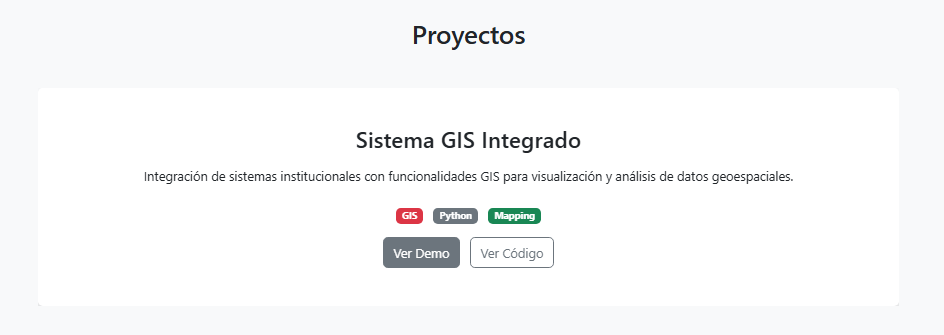 Proyectos
Sistema GIS Integrado
Integración de sistemas institucionales con funcionalidades GIS para visualización y análisis de datos geoespaciales.
GIS Python Mapping
Ver Demo Ver Código